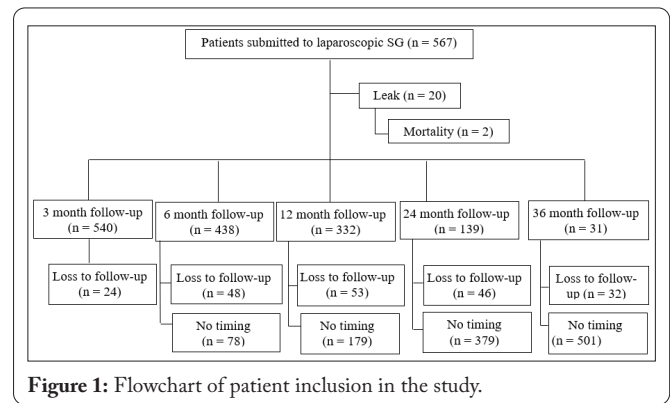 Patients submitted to laparoscopic SG (n = 567)
Leak (n = 20)
Mortality (n = 2)
3 month follow-up
(n = 540)
6 month follow-up
(n = 438)
12 month follow-up
(n = 332)
24 month follow-up
(n = 139)
36 month follow-up
(n = 31)
Loss to follow-up
(n = 24)
Loss to follow-up
(n = 48)
Loss to follow-up
(n = 53)
Loss to follow-up
(n = 46)
Loss to follow-
up (n = 32)
No timing
(n = 78)
No timing
(n = 179)
No timing
(n = 379)
No timing
(n = 501)
Figure 1: Flowchart of patient inclusion in the study.